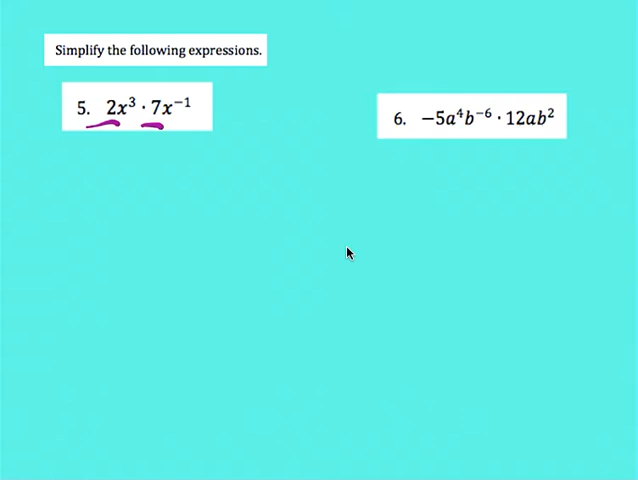 Simplify the following expressions.
5. 2x³ · 7x⁻¹
6. −5a⁴b⁻⁶ · 12ab²